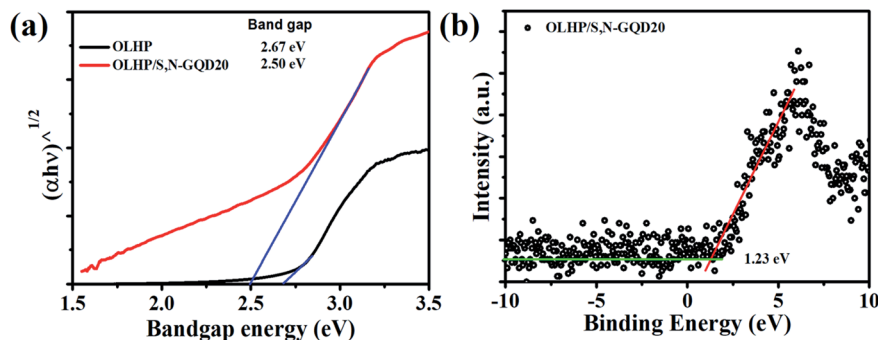 (a)
Band gap
OLHP 2.67 eV
OLHP/S,N-GQD20 2.50 eV
(αhν)^1/2
1.5 2.0 2.5 3.0 3.5
Bandgap energy (eV)
(b)
OLHP/S,N-GQD20
Intensity (a.u.)
1.23 eV
-10 -5 0 5 10
Binding Energy (eV)